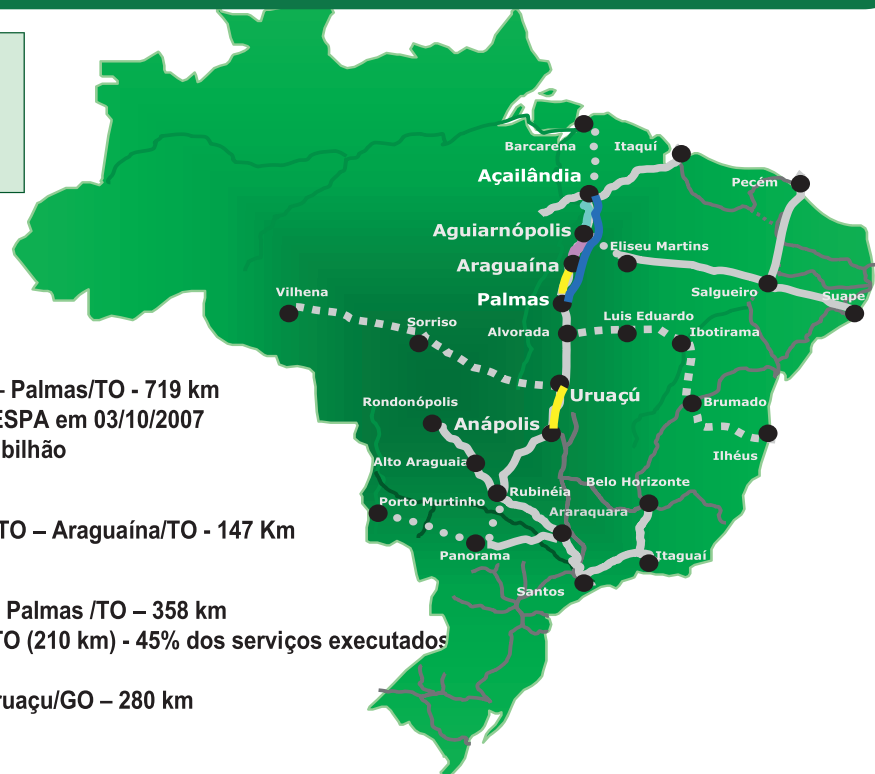 Barcarena
Itaquí
Açailândia
Pecém
Aguiarnópolis
Eliseu Martins
Araguaína
Vilhena
Palmas
Salgueiro
Suape
Sorriso
Alvorada
Luis Eduardo
Ibotirama
– Palmas/TO - 719 km
ESPA em 03/10/2007
bilhão
Rondonópolis
Uruaçú
Brumado
Anápolis
Ilhéus
Alto Araguaia
Belo Horizonte
Porto Murtinho
Rubinéia
Araraquara
TO – Araguaína/TO - 147 Km
Panorama
Itaguaí
Santos
Palmas /TO – 358 km
TO (210 km) - 45% dos serviços executados
ruaçu/GO – 280 km